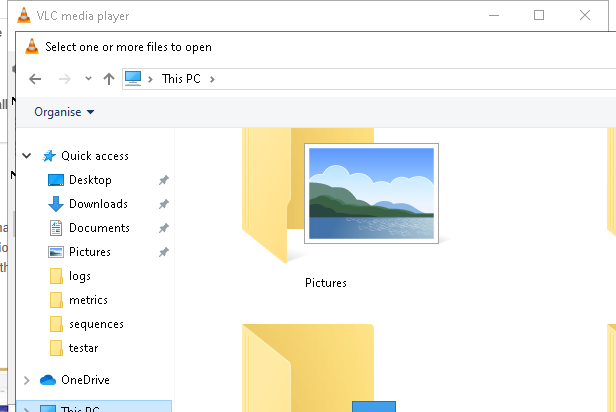 VLC media player
Select one or more files to open
This PC
Organise
Quick access
Desktop
Downloads
Documents
Pictures
logs
metrics
sequences
testar
OneDrive
This PC
Pictures